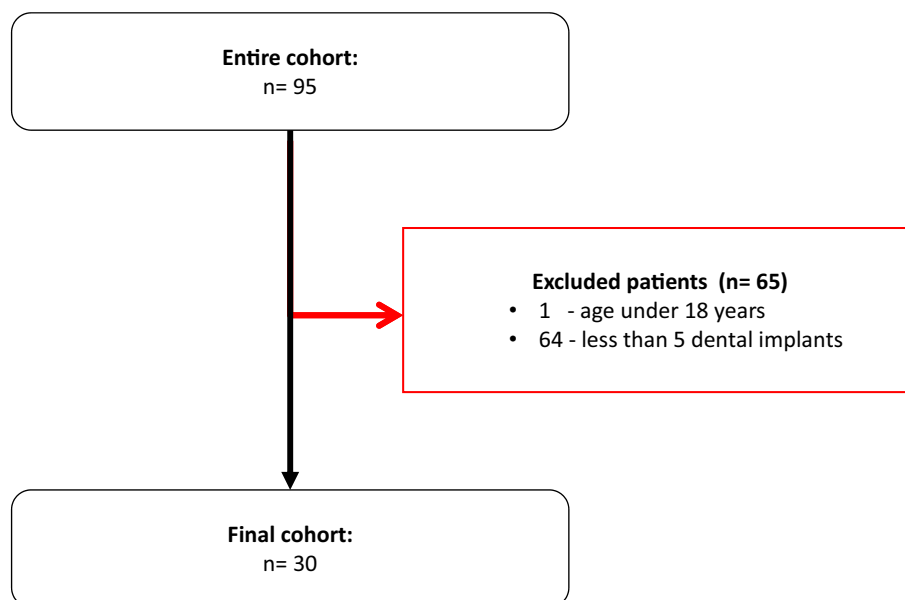 Entire cohort:
n= 95
Excluded patients  (n= 65)
• 1   - age under 18 years
• 64 - less than 5 dental implants
Final cohort:
n= 30